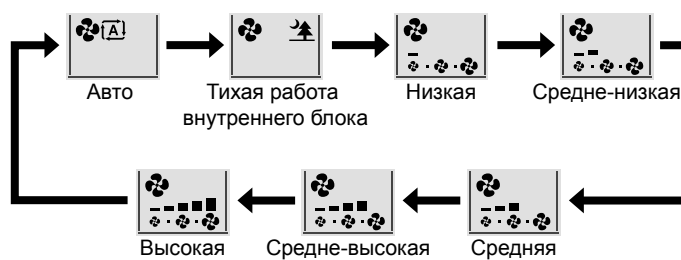 A
Авто
Тихая работа
внутреннего блока
Низкая
Средне-низкая
Высокая
Средне-высокая
Средняя